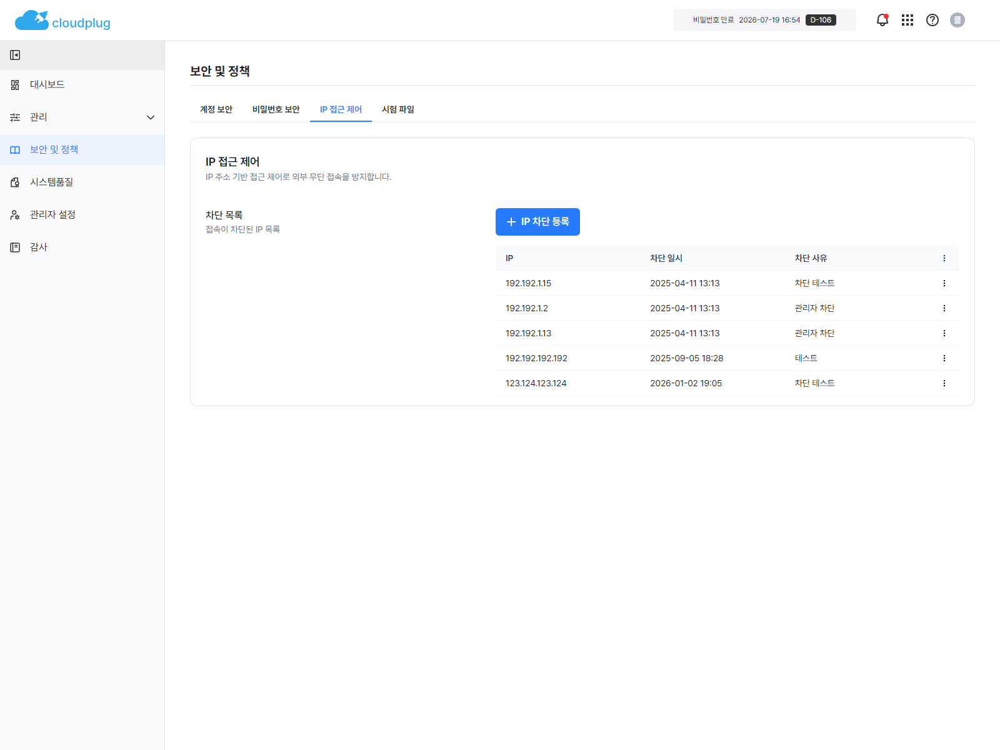 cloudplug
비밀번호 만료 2026-07-19 16:54 D-106
클
대시보드
관리
보안 및 정책
시스템품질
관리자 설정
감사
보안 및 정책
계정 보안 비밀번호 보안 IP 접근 제어 시험 파일
IP 접근 제어
IP 주소 기반 접근 제어로 외부 무단 접속을 방지합니다.
차단 목록
접속이 차단된 IP 목록
IP 차단 등록
IP 차단 일시 차단 사유
192.192.1.15 2025-04-11 13:13 차단 테스트
192.192.1.2 2025-04-11 13:13 관리자 차단
192.192.1.13 2025-04-11 13:13 관리자 차단
192.192.192.192 2025-09-05 18:28 테스트
123.124.123.124 2026-01-02 19:05 차단 테스트